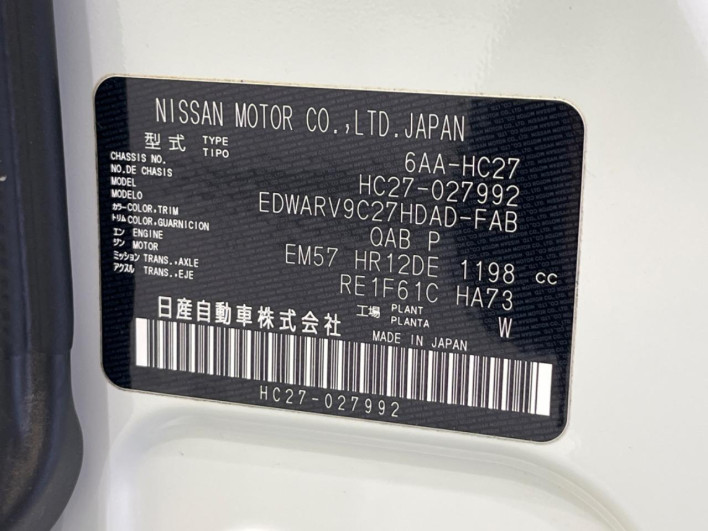 NISSAN MOTOR CO.,LTD.JAPAN
型式 TYPE TIPO 6AA-HC27
CHASSIS NO. NO.DE CHASIS HC27-027992
MODEL MODELO EDWARV9C27HDAD-FAB
カラー COLOR,TRIM トリム COLOR,GUARNICION QAB P
エンジン ENGINE MOTOR EM57 HR12DE 1198 cc
ミッション TRANS.,AXLE アクスル TRANS.,EJE RE1F61C HA73
工場 PLANT PLANTA W
日産自動車株式会社 MADE IN JAPAN
HC27-027992